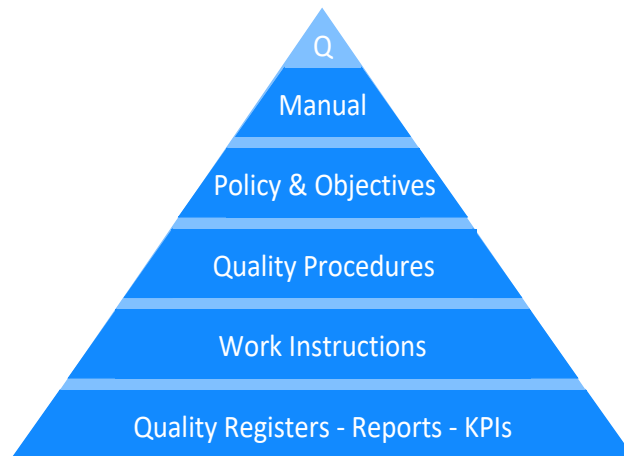 Q
Manual
Policy & Objectives
Quality Procedures
Work Instructions
Quality Registers - Reports - KPIs